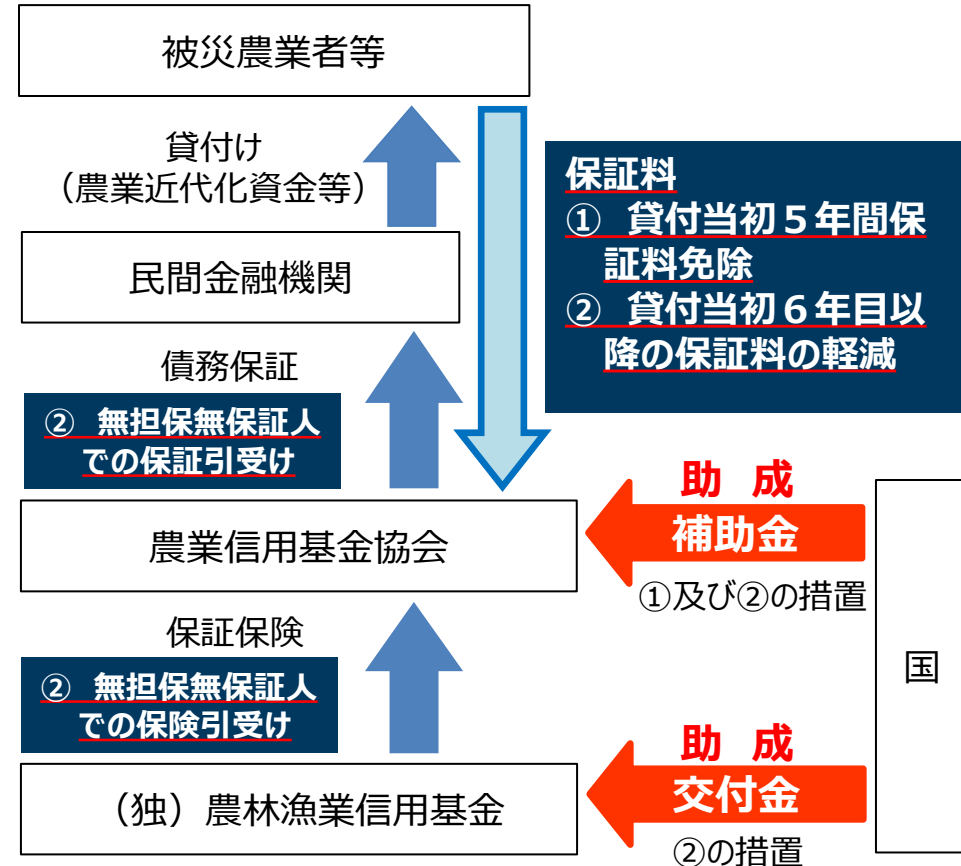 被災農業者等
貸付け
（農業近代化資金等）
保証料
① 貸付当初５年間保
証料免除
② 貸付当初６年目以
降の保証料の軽減
民間金融機関
債務保証
② 無担保無保証人
での保証引受け
助 成
補助金
①及び②の措置
農業信用基金協会
保証保険
② 無担保無保証人
での保険引受け
国
助 成
交付金
②の措置
（独）農林漁業信用基金